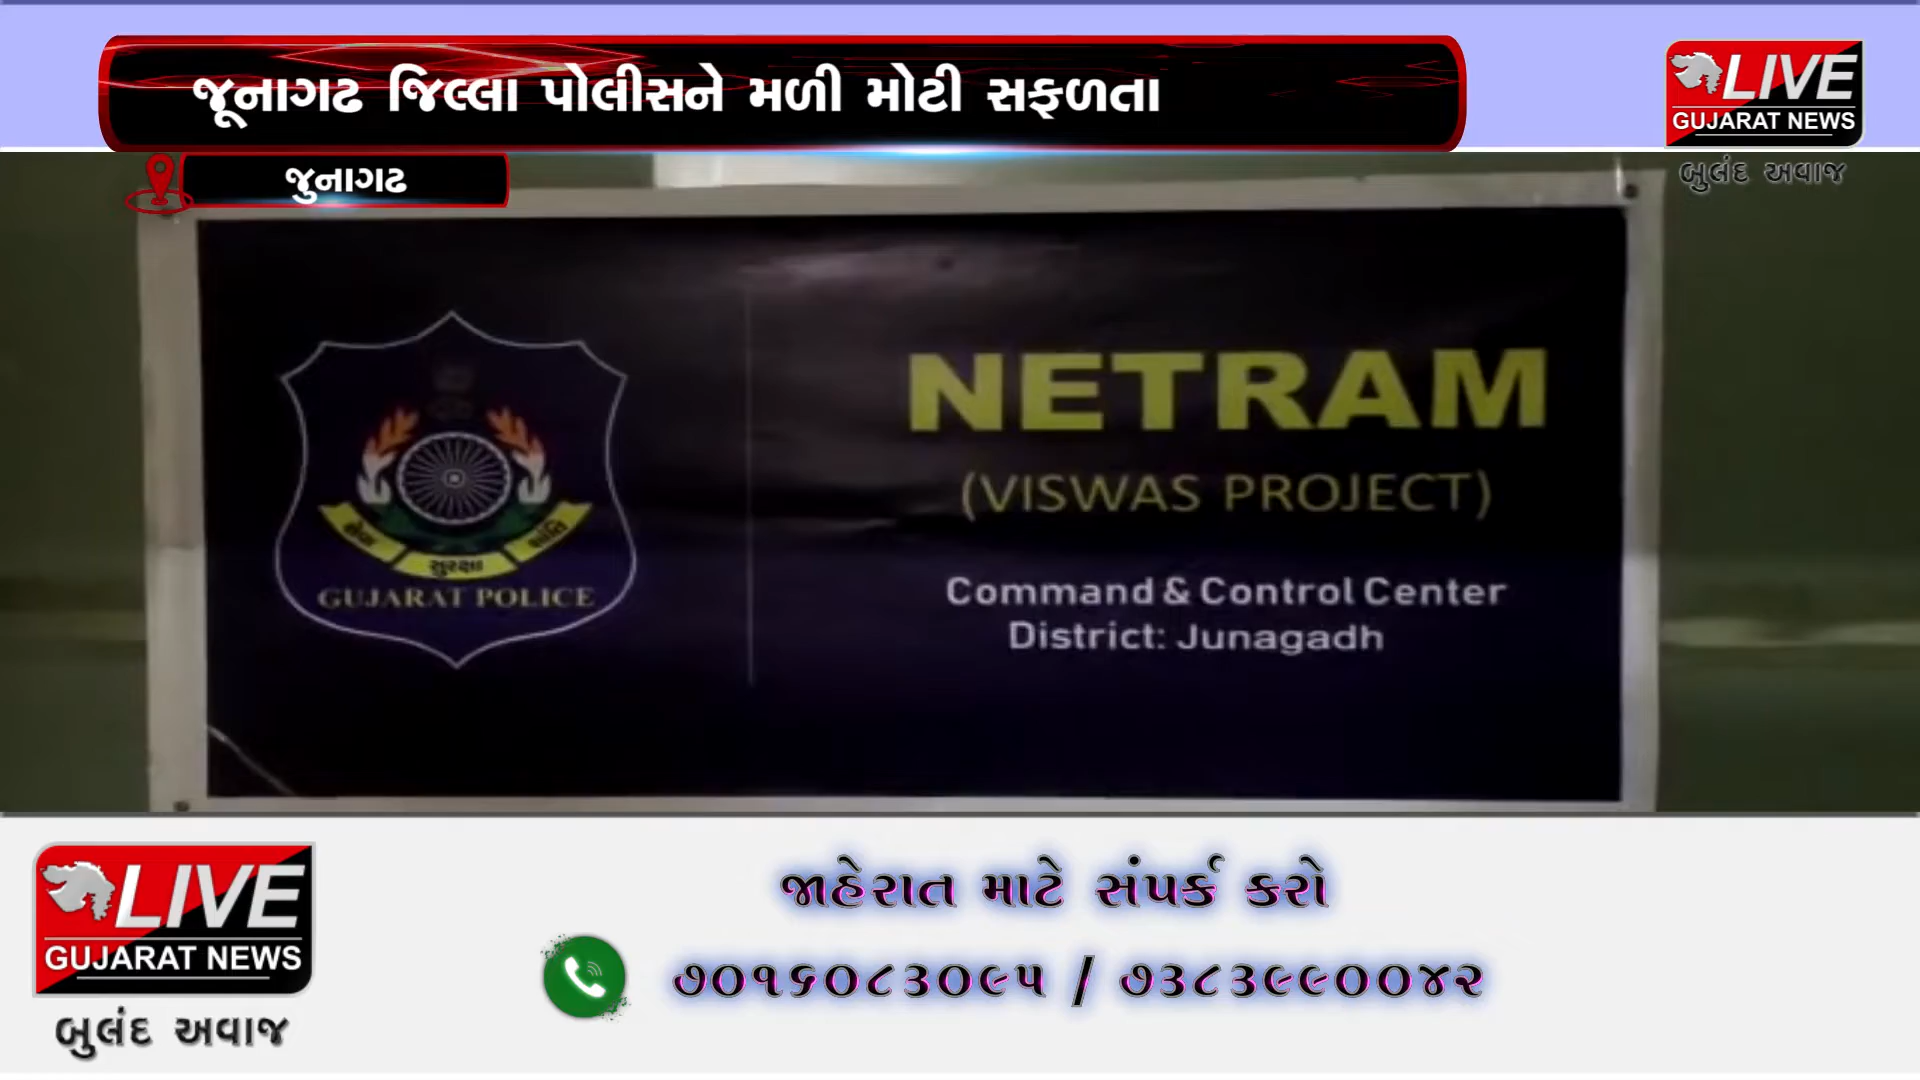 જૂનાગઢ જિલ્લા પોલીસને મળી મોટી સફળતા
LIVE
GUJARAT NEWS
બુલંદ અવાજ
જુનાગઢ
NETRAM
(VISWAS PROJECT)
Command & Control Center
District: Junagadh
સેવા
સુરક્ષા
શાંતિ
GUJARAT POLICE
LIVE
GUJARAT NEWS
બુલંદ અવાજ
જાહેરાત માટે સંપર્ક કરો
૭૦૧૬૦૮૩૦૯૫ / ૭૩૮૩૯૯૦૦૪૨